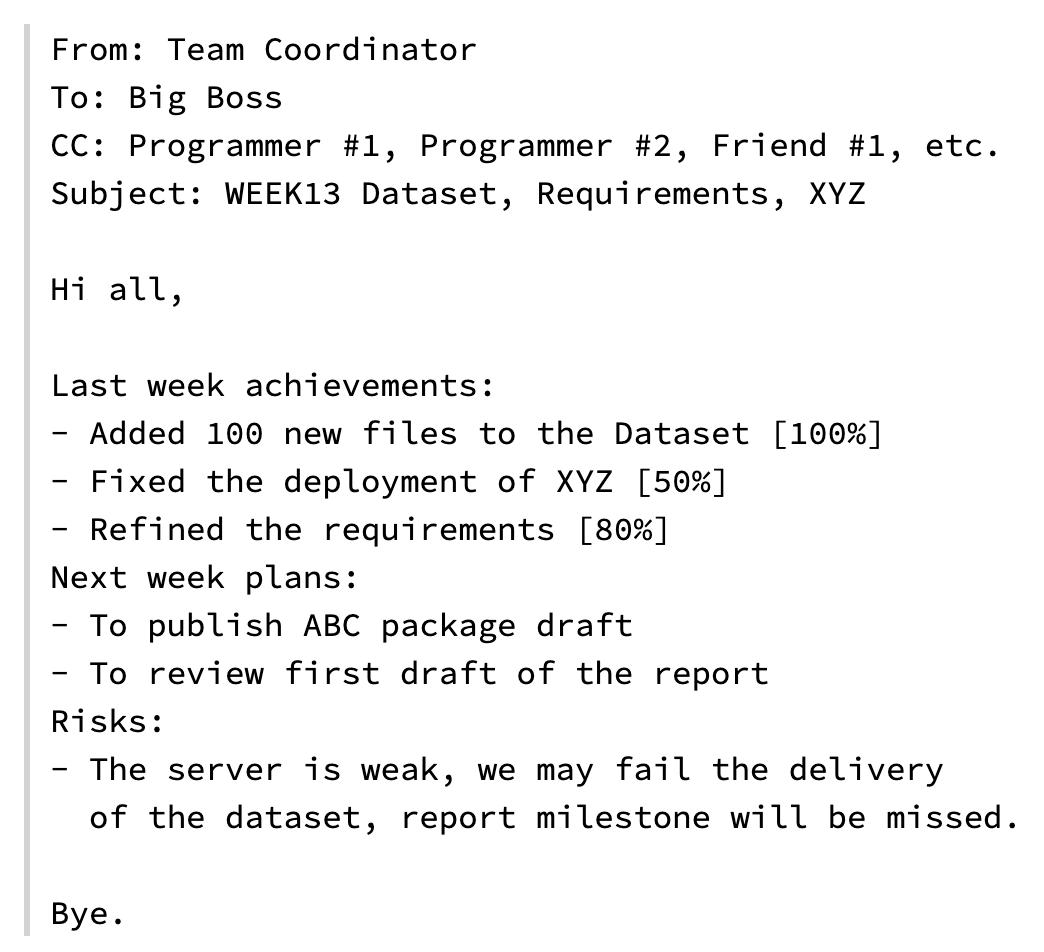 From: Team Coordinator
To: Big Boss
CC: Programmer #1, Programmer #2, Friend #1, etc.
Subject: WEEK13 Dataset, Requirements, XYZ
Hi all,
Last week achievements:
- Added 100 new files to the Dataset [100%]
- Fixed the deployment of XYZ [50%]
- Refined the requirements [80%]
Next week plans:
- To publish ABC package draft
- To review first draft of the report
Risks:
- The server is weak, we may fail the delivery
of the dataset, report milestone will be missed.
Bye.